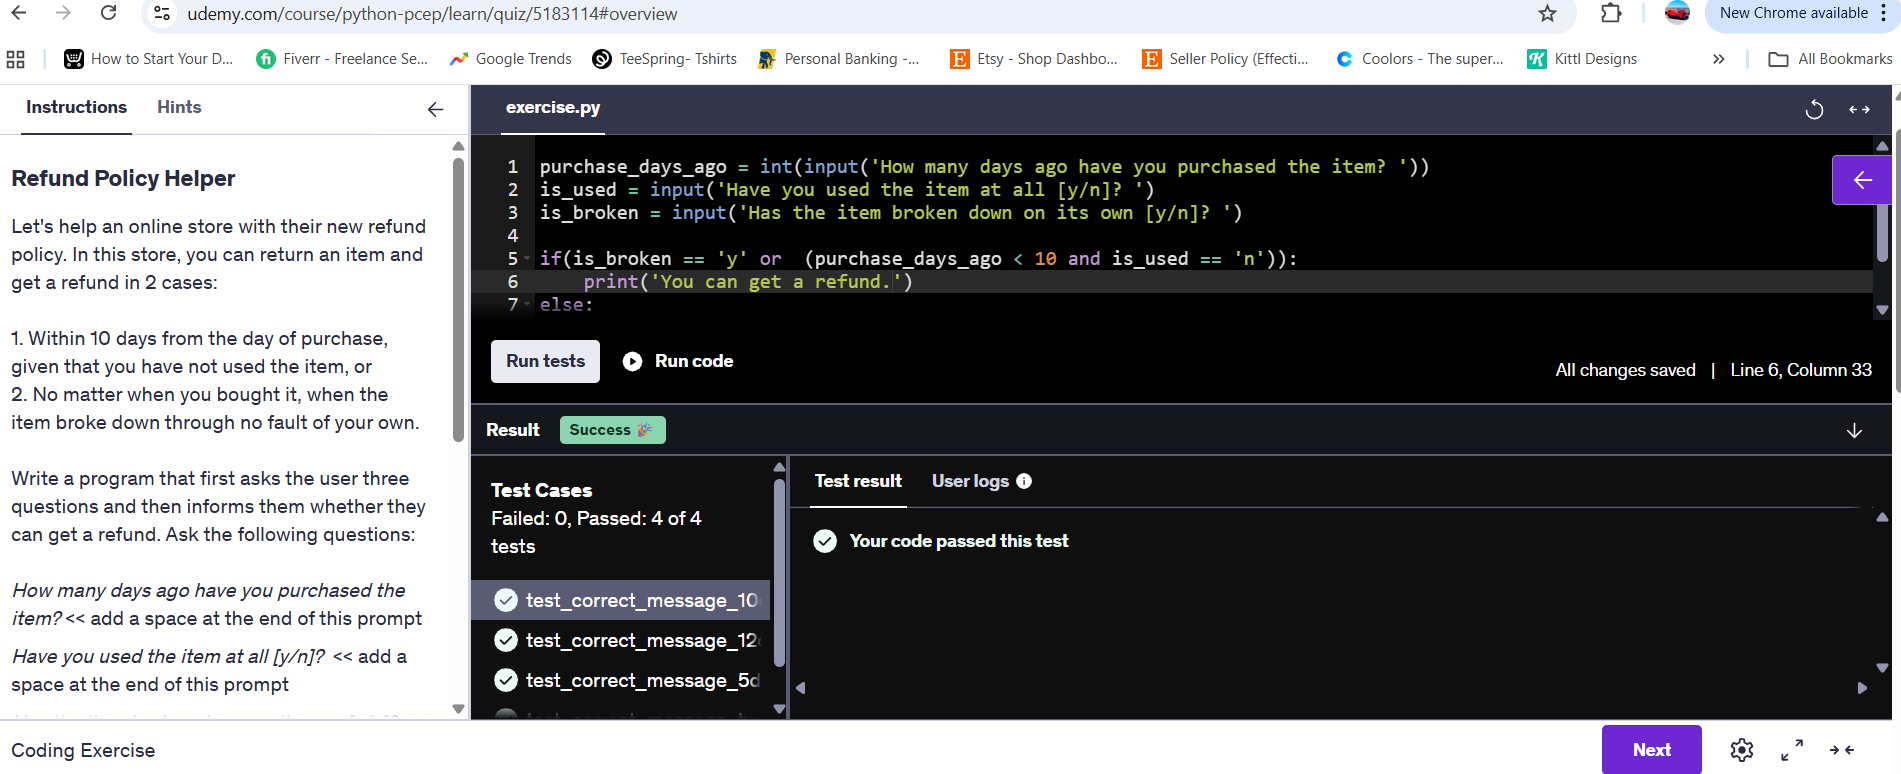 udemy.com/course/python-pcep/learn/quiz/5183114#overview
New Chrome available
How to Start Your D...
Fiverr - Freelance Se...
Google Trends
TeeSpring- Tshirts
Personal Banking -...
Etsy - Shop Dashbo...
Seller Policy (Effecti...
Coolors - The super...
Kittl Designs
All Bookmarks
Instructions
Hints
Refund Policy Helper
Let's help an online store with their new refund
policy. In this store, you can return an item and
get a refund in 2 cases:
1. Within 10 days from the day of purchase,
given that you have not used the item, or
2. No matter when you bought it, when the
item broke down through no fault of your own.
Write a program that first asks the user three
questions and then informs them whether they
can get a refund. Ask the following questions:
How many days ago have you purchased the
item? << add a space at the end of this prompt
Have you used the item at all [y/n]? << add a
space at the end of this prompt
exercise.py
1 purchase_days_ago = int(input('How many days ago have you purchased the item? '))
2 is_used = input('Have you used the item at all [y/n]? ')
3 is_broken = input('Has the item broken down on its own [y/n]? ')
4
5 if(is_broken == 'y' or  (purchase_days_ago < 10 and is_used == 'n')):
6     print('You can get a refund.')
7 else:
Run tests
Run code
All changes saved | Line 6, Column 33
Result
Success
Test Cases
Failed: 0, Passed: 4 of 4
tests
test_correct_message_10
test_correct_message_12
test_correct_message_5d
Test result
User logs
Your code passed this test
Coding Exercise
Next